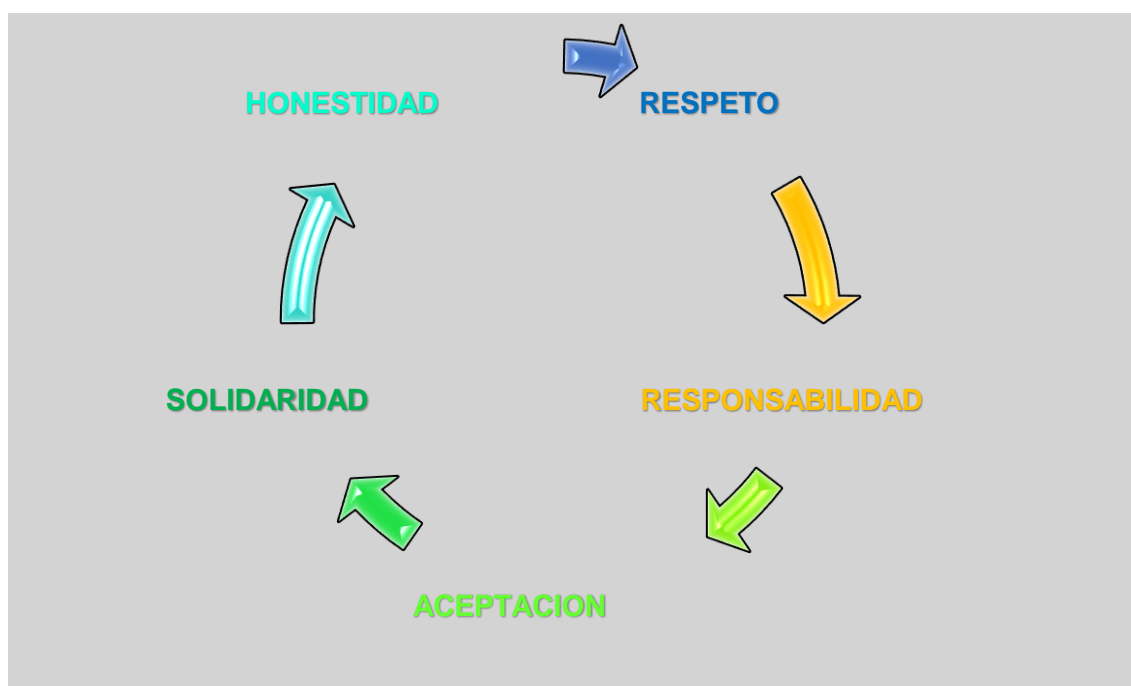 HONESTIDAD
RESPETO
SOLIDARIDAD
RESPONSABILIDAD
ACEPTACION